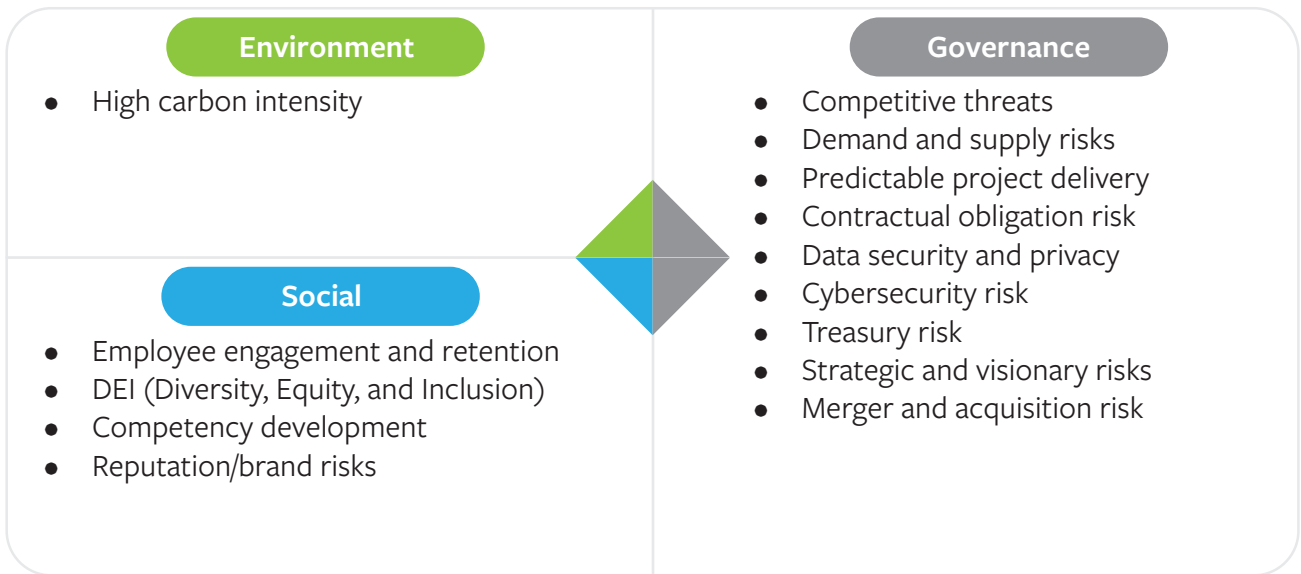 Environment
● High carbon intensity
Social
● Employee engagement and retention
● DEI (Diversity, Equity, and Inclusion)
● Competency development
● Reputation/brand risks
Governance
● Competitive threats
● Demand and supply risks
● Predictable project delivery
● Contractual obligation risk
● Data security and privacy
● Cybersecurity risk
● Treasury risk
● Strategic and visionary risks
● Merger and acquisition risk